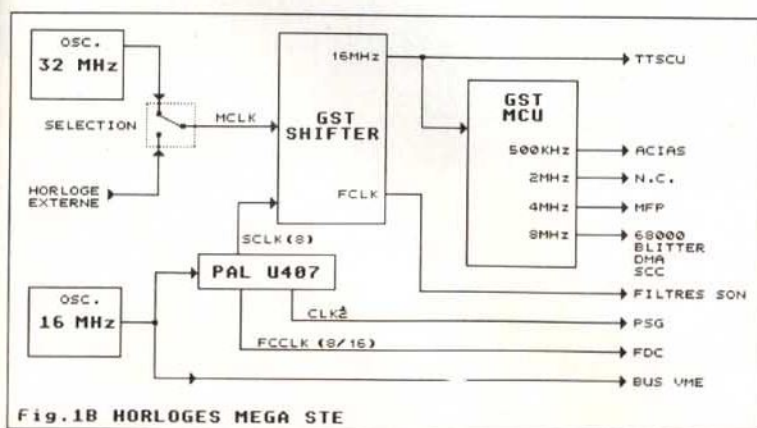 OSC.
32 MHz
SELECTION
MCLK
HORLOGE
EXTERNE
16MHz
GST
SHIFTER
FCLK
TTSCU
GST
MCU
500KHz
2MHz
4MHz
8MHz
ACIAS
N.C.
MFP
68000
BLITTER
DMA
SCC
SCLK(8)
PAL U407
OSC.
16 MHz
CLK2
FCCLK (8/16)
FILTRES SON
PSG
FDC
BUS VME
Fig.1B HORLOGES MEGA STE